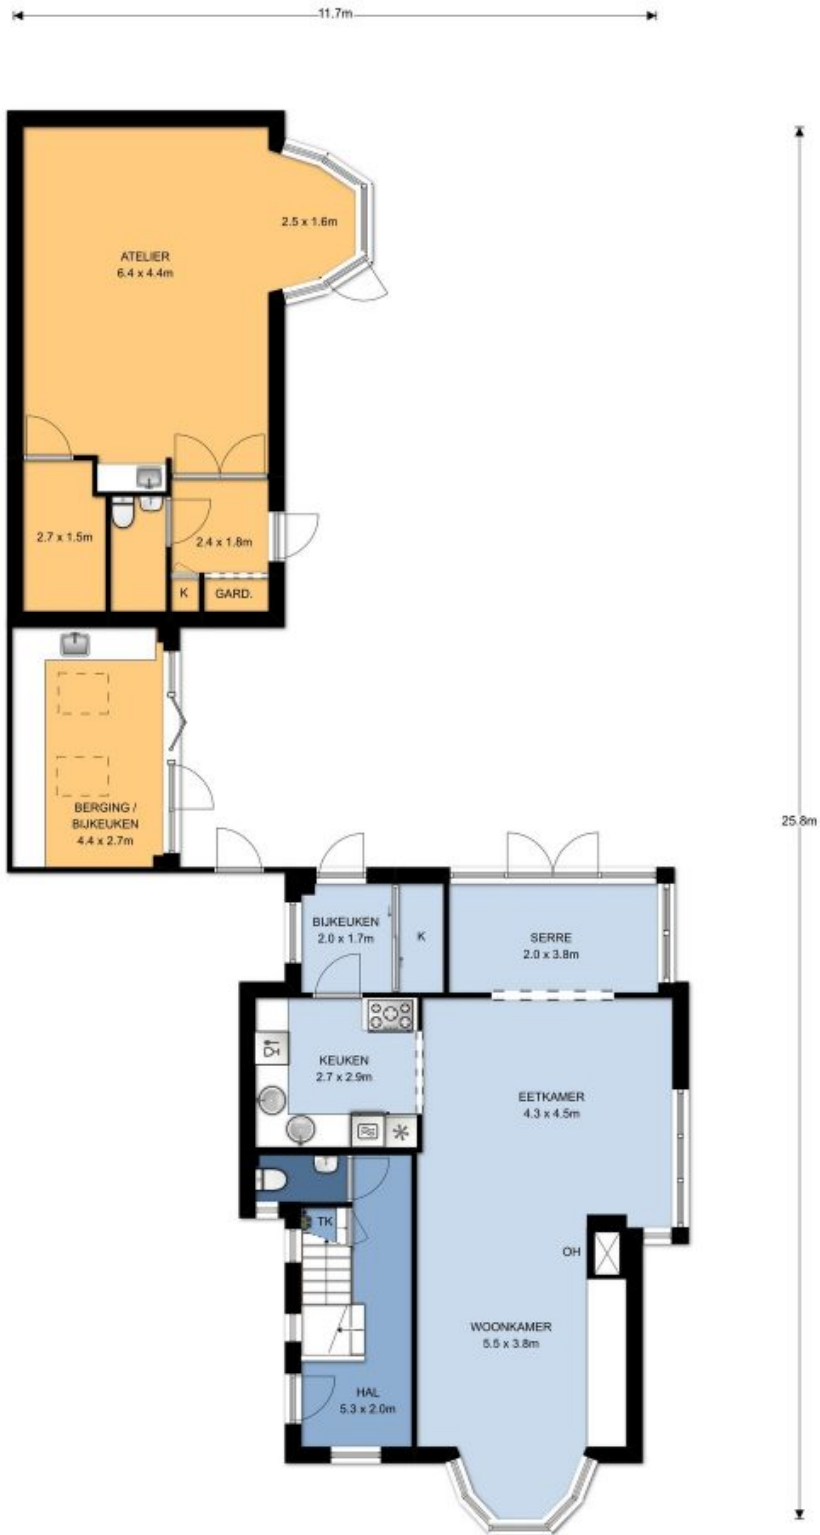 11.7m
2.5 x 1.6m
ATELIER
6.4 x 4.4m
2.7 x 1.5m
2.4 x 1.8m
K
GARD.
BERGING /
BIJKEUKEN
4.4 x 2.7m
25.8m
BIJKEUKEN
2.0 x 1.7m
K
SERRE
2.0 x 3.8m
KEUKEN
2.7 x 2.9m
EETKAMER
4.3 x 4.5m
TK
OH
WOONKAMER
5.5 x 3.8m
HAL
5.3 x 2.0m